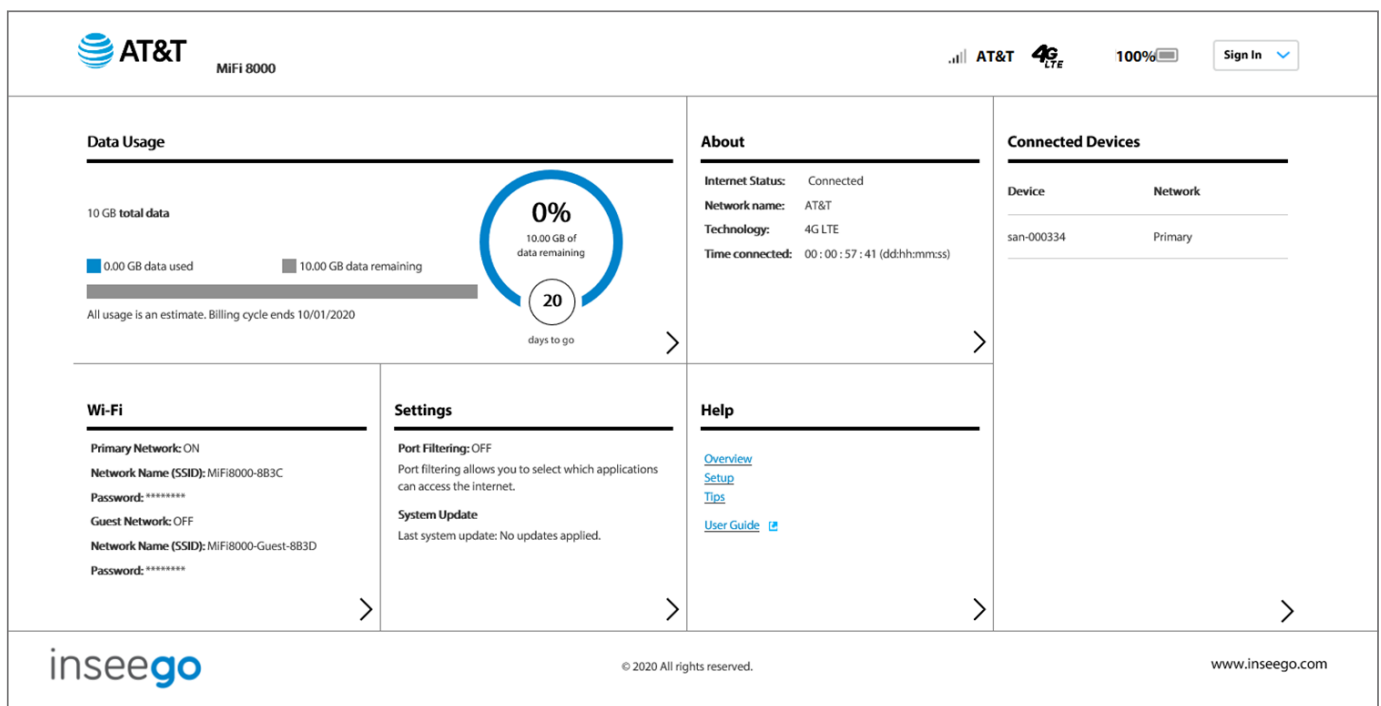 AT&T
MiFi 8000
AT&T 4G LTE 100% Sign In
Data Usage
10 GB total data
0.00 GB data used 10.00 GB data remaining
All usage is an estimate. Billing cycle ends 10/01/2020
0%
10.00 GB of
data remaining
20
days to go
About
Internet Status: Connected
Network name: AT&T
Technology: 4G LTE
Time connected: 00 : 00 : 57 : 41 (dd:hh:mm:ss)
Connected Devices
Device Network
san-000334 Primary
Wi-Fi
Primary Network: ON
Network Name (SSID): MiFi8000-8B3C
Password: ********
Guest Network: OFF
Network Name (SSID): MiFi8000-Guest-8B3D
Password: ********
Settings
Port Filtering: OFF
Port filtering allows you to select which applications
can access the internet.
System Update
Last system update: No updates applied.
Help
Overview
Setup
Tips
User Guide
inseego
© 2020 All rights reserved.
www.inseego.com